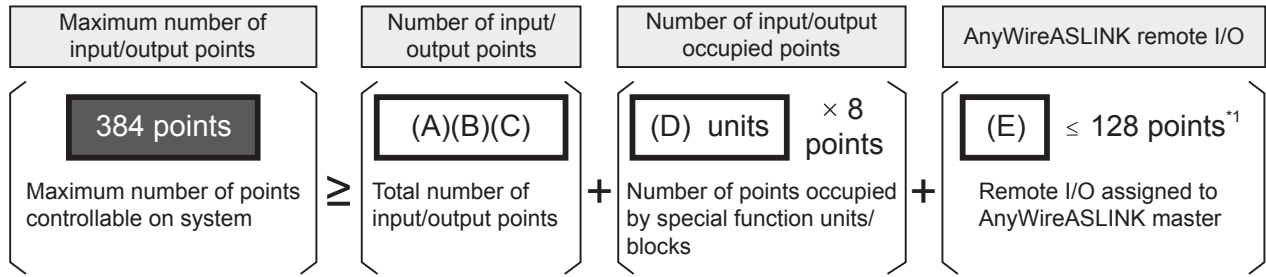 Maximum number of
input/output points
384 points
Maximum number of points
controllable on system
≥
Number of input/
output points
(A)(B)(C)
Total number of
input/output points
+
Number of input/output
occupied points
(D) units
× 8
points
Number of points occupied
by special function units/
blocks
+
AnyWireASLINK remote I/O
(E) ≤ 128 points*1
Remote I/O assigned to
AnyWireASLINK master